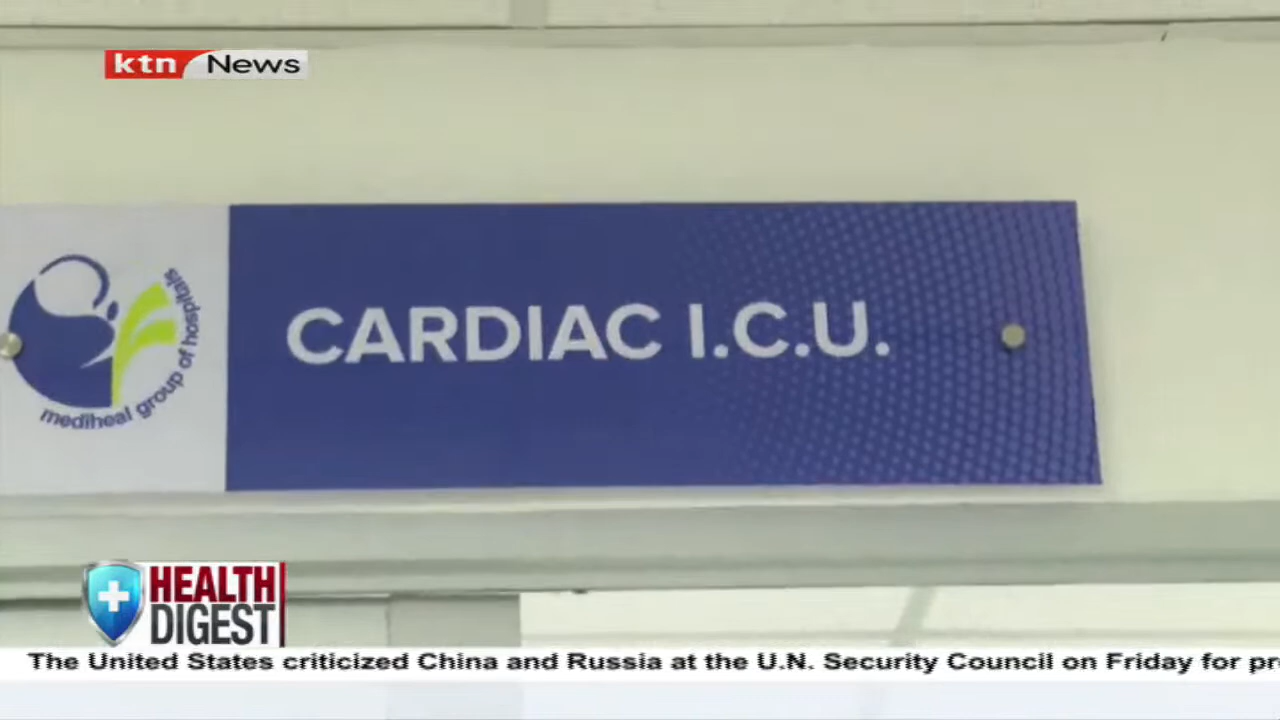 ktn News
mediheal group of hospitals
CARDIAC I.C.U.
HEALTH
DIGEST
The United States criticized China and Russia at the U.N. Security Council on Friday for